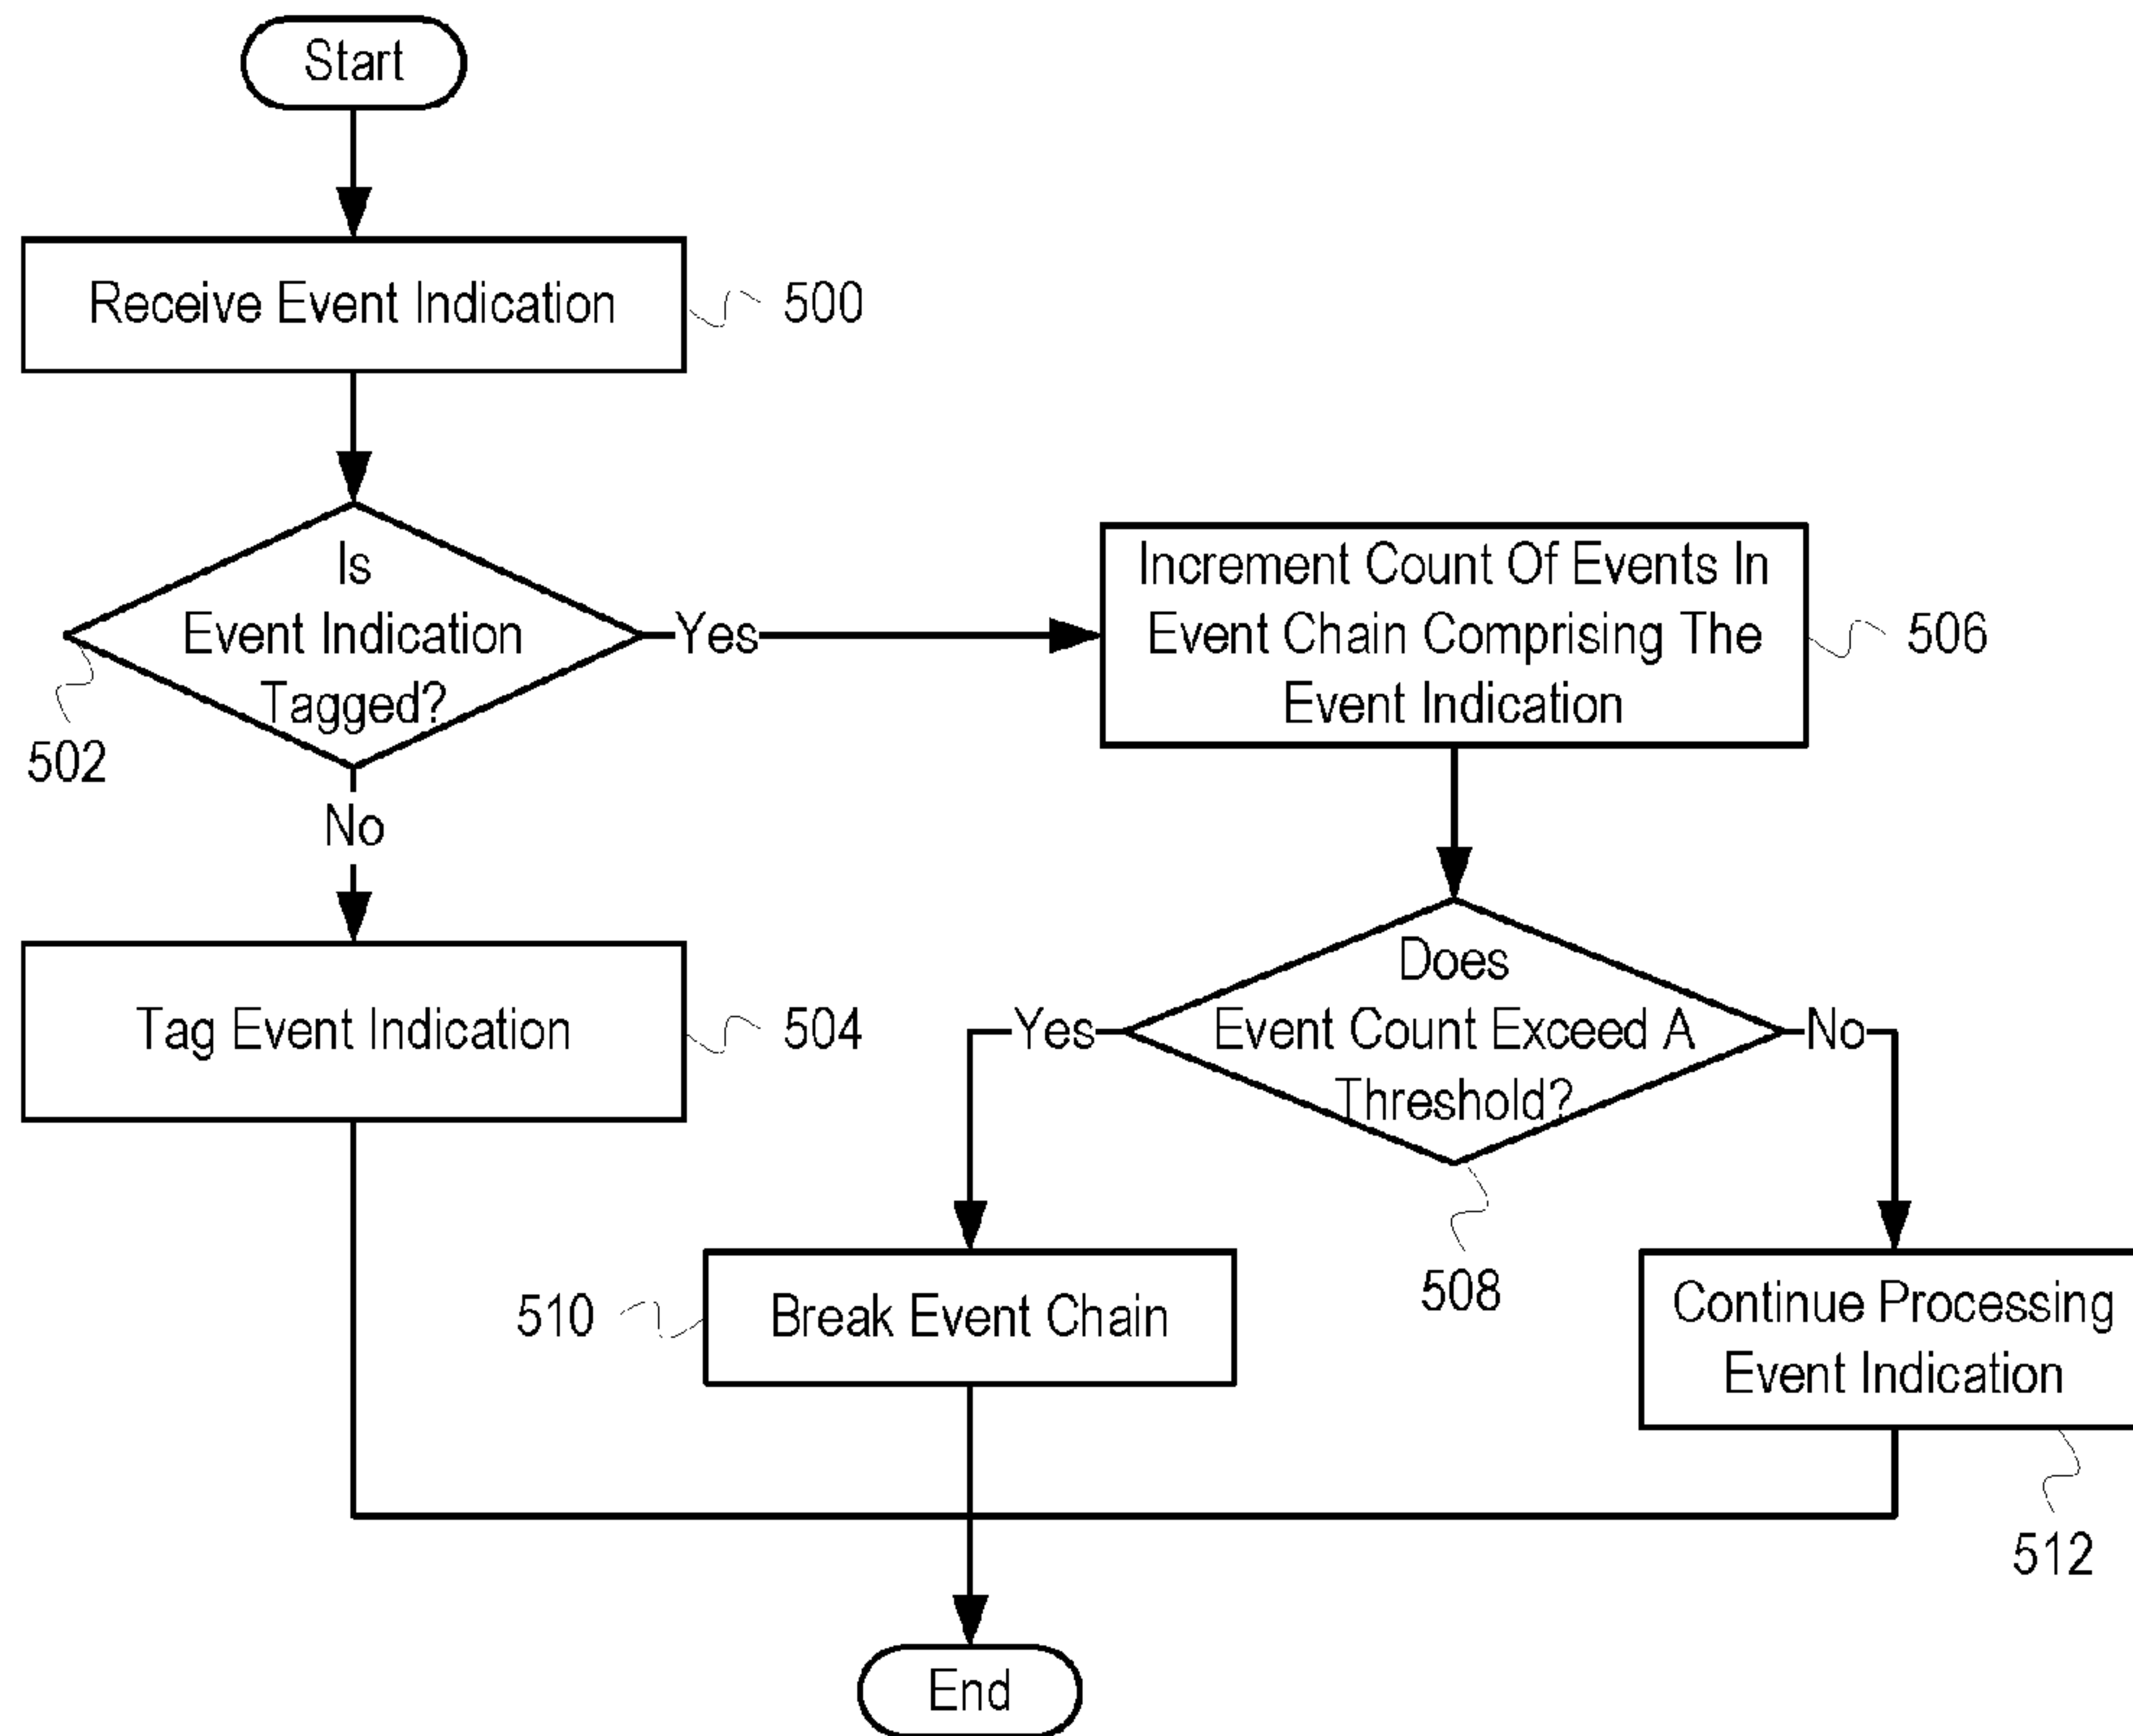 Start
Receive Event Indication
500
Is
Event Indication
Tagged?
502
Yes
No
Increment Count Of Events In
Event Chain Comprising The
Event Indication
506
Tag Event Indication
504
Does
Event Count Exceed A
Threshold?
508
Yes
No
510
Break Event Chain
Continue Processing
Event Indication
512
End